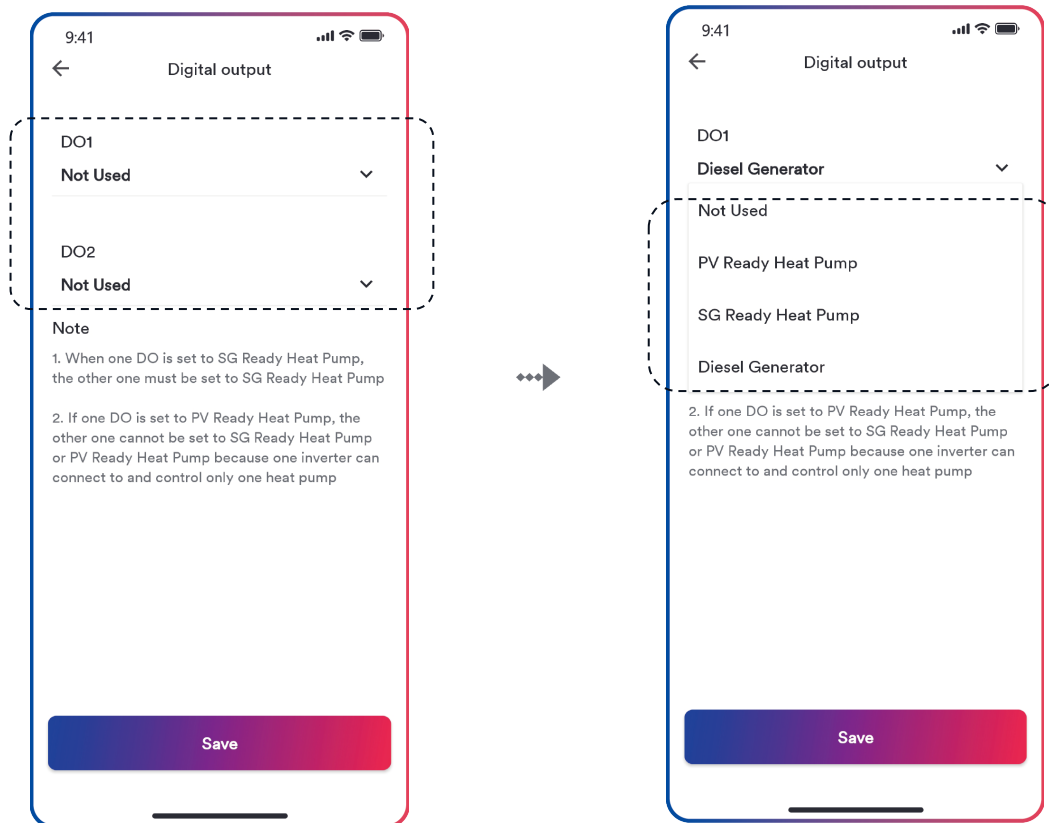 9:41
Digital output
DO1
Not Used
DO2
Not Used
Note
1. When one DO is set to SG Ready Heat Pump,
the other one must be set to SG Ready Heat Pump
2. If one DO is set to PV Ready Heat Pump, the
other one cannot be set to SG Ready Heat Pump
or PV Ready Heat Pump because one inverter can
connect to and control only one heat pump
Save
9:41
Digital output
DO1
Diesel Generator
Not Used
PV Ready Heat Pump
SG Ready Heat Pump
Diesel Generator
2. If one DO is set to PV Ready Heat Pump, the
other one cannot be set to SG Ready Heat Pump
or PV Ready Heat Pump because one inverter can
connect to and control only one heat pump
Save